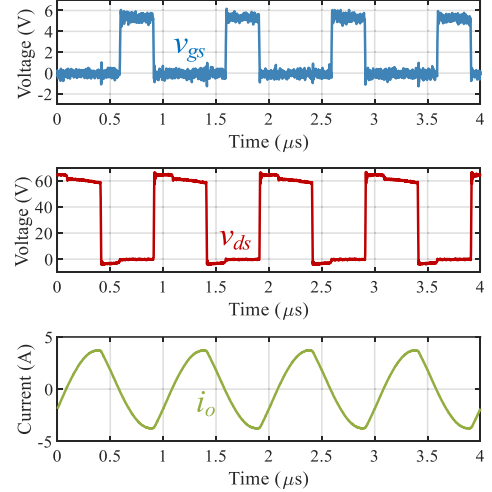 Voltage (V)
6
4
2
0
-2
v_gs
0 0.5 1 1.5 2 2.5 3 3.5 4
Time (μs)
Voltage (V)
60
40
20
0
v_ds
0 0.5 1 1.5 2 2.5 3 3.5 4
Time (μs)
Current (A)
5
0
-5
i_o
0 0.5 1 1.5 2 2.5 3 3.5 4
Time (μs)